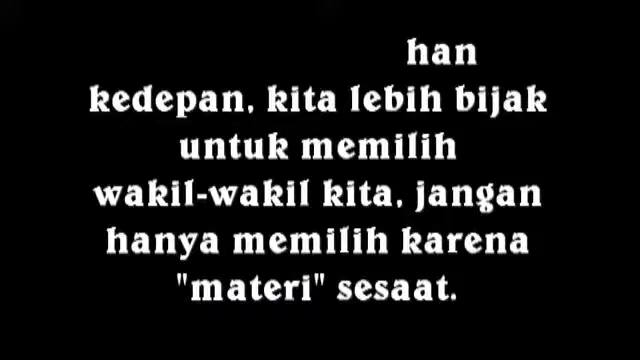 han
kedepan, kita lebih bijak
untuk memilih
wakil-wakil kita, jangan
hanya memilih karena
"materi" sesaat.